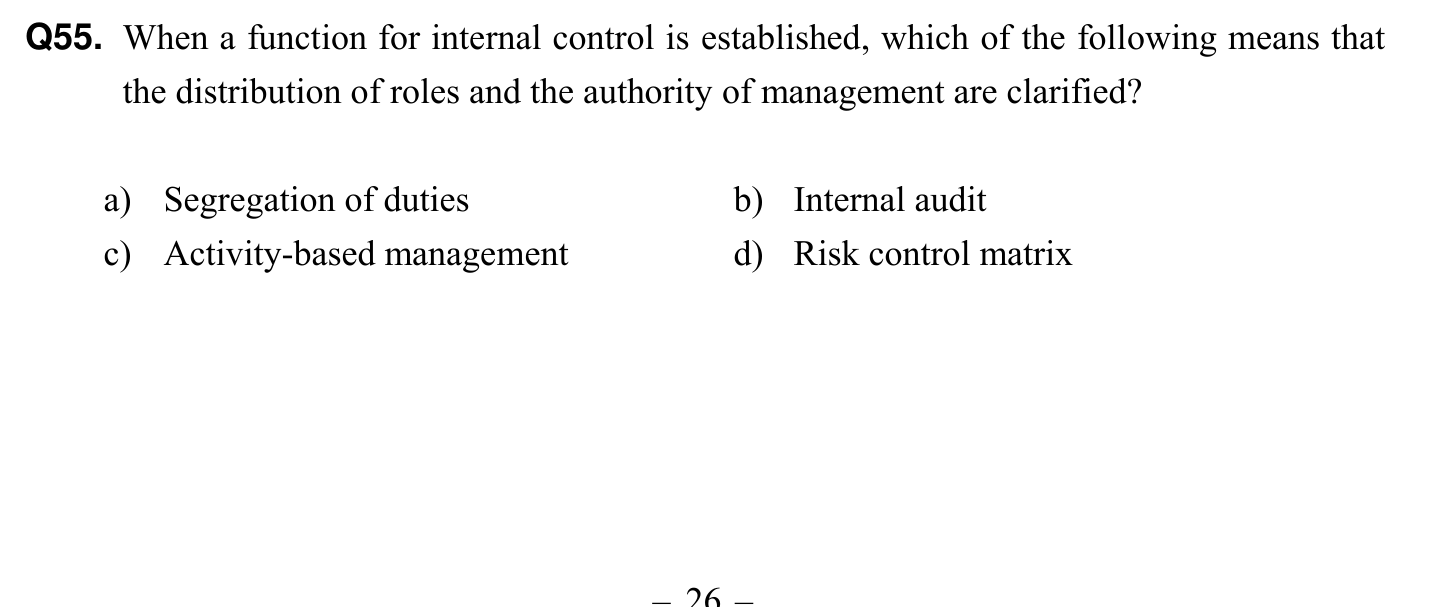 Q55. When a function for internal control is established, which of the following means that
the distribution of roles and the authority of management are clarified?
a) Segregation of duties b) Internal audit
c) Activity-based management d) Risk control matrix
– 26 –